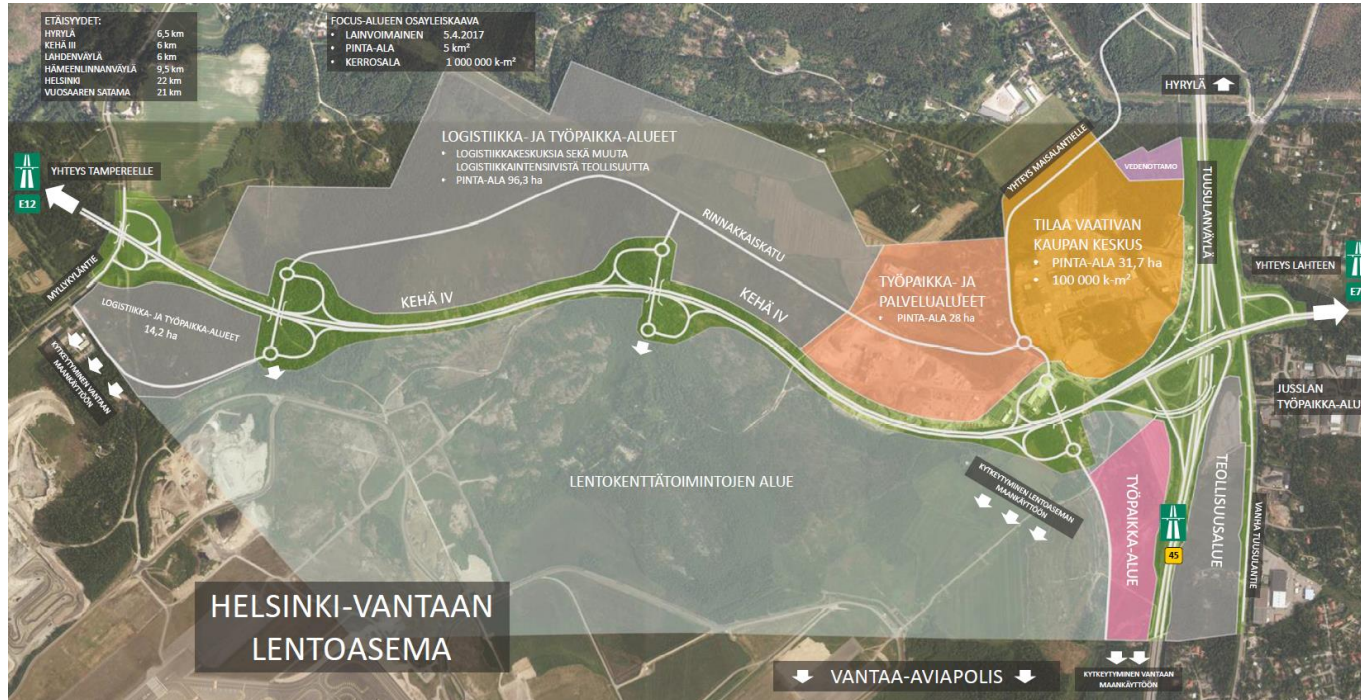 ETÄISYYDET:
HYRYLÄ 6,5 km
KEHÄ III 6 km
LAHDENVÄYLÄ 6 km
HÄMEENLINNANVÄYLÄ 9,5 km
HELSINKI 22 km
VUOSAAREN SATAMA 21 km
FOCUS-ALUEEN OSAYLEISKAAVA
• LAINVOIMAINEN 5.4.2017
• PINTA-ALA 5 km²
• KERROSALA 1 000 000 k-m²
HYRYLÄ
LOGISTIIKKA- JA TYÖPAIKKA-ALUEET
• LOGISTIIKKAKESKUKSIA SEKÄ MUUTA
LOGISTIIKKAINTENSIIVISTÄ TEOLLISUUTTA
• PINTA-ALA 96,3 ha
YHTEYS TAMPEREELLE
E12
YHTEYS MAISALANTIELLE
VEDENOTTAMO
TUUSULANVÄYLÄ
RINNAKKAISKATU
TILAA VAATIVAN
KAUPAN KESKUS
• PINTA-ALA 31,7 ha
• 100 000 k-m²
YHTEYS LAHTEEN
E7
MYLLYKYLÄNTIE
TYÖPAIKKA- JA
PALVELUALUEET
• PINTA-ALA 28 ha
KEHÄ IV
KEHÄ IV
LOGISTIIKKA- JA TYÖPAIKKA-ALUEET
14,2 ha
KYTKEYTYMINEN VANTAAN
MAANKÄYTTÖÖN
JUSSLAN
TYÖPAIKKA-ALU
LENTOKENTTÄTOIMINTOJEN ALUE
KYTKEYTYMINEN LENTOASEMAN
MAANKÄYTTÖÖN
TYÖPAIKKA-ALUE
45
TEOLLISUUSALUE
VANHA TUUSULANTIE
HELSINKI-VANTAAN
LENTOASEMA
VANTAA-AVIAPOLIS
KYTKEYTYMINEN VANTAAN
MAANKÄYTTÖÖN